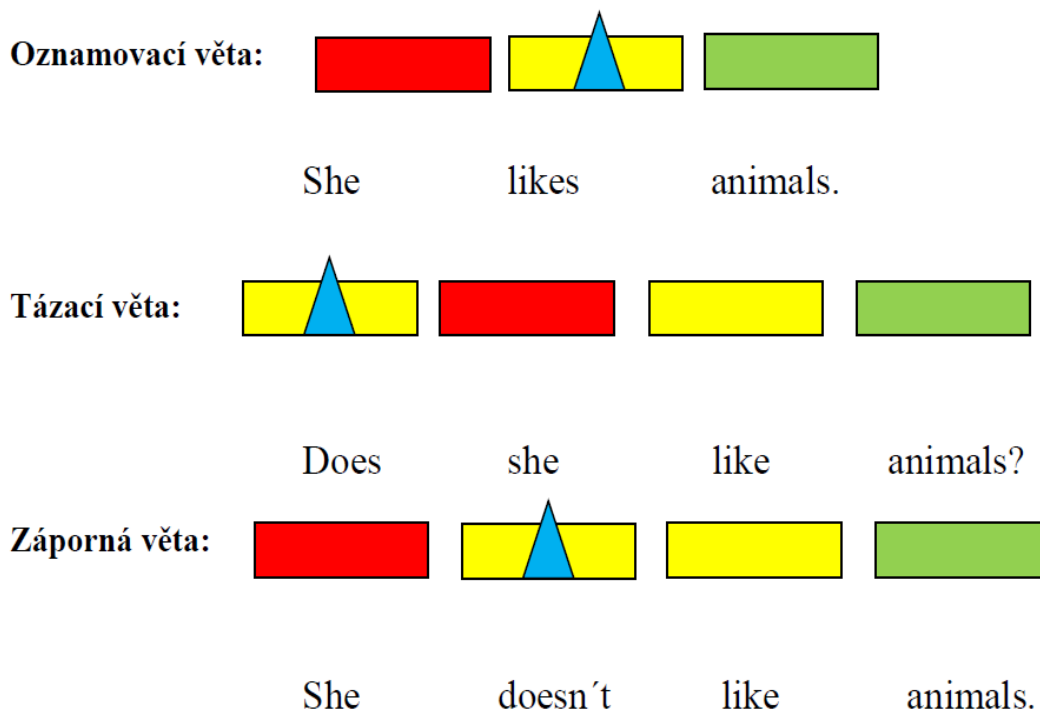 Oznamovací věta:
She likes animals.
Tázací věta:
Does she like animals?
Záporná věta:
She doesn´t like animals.